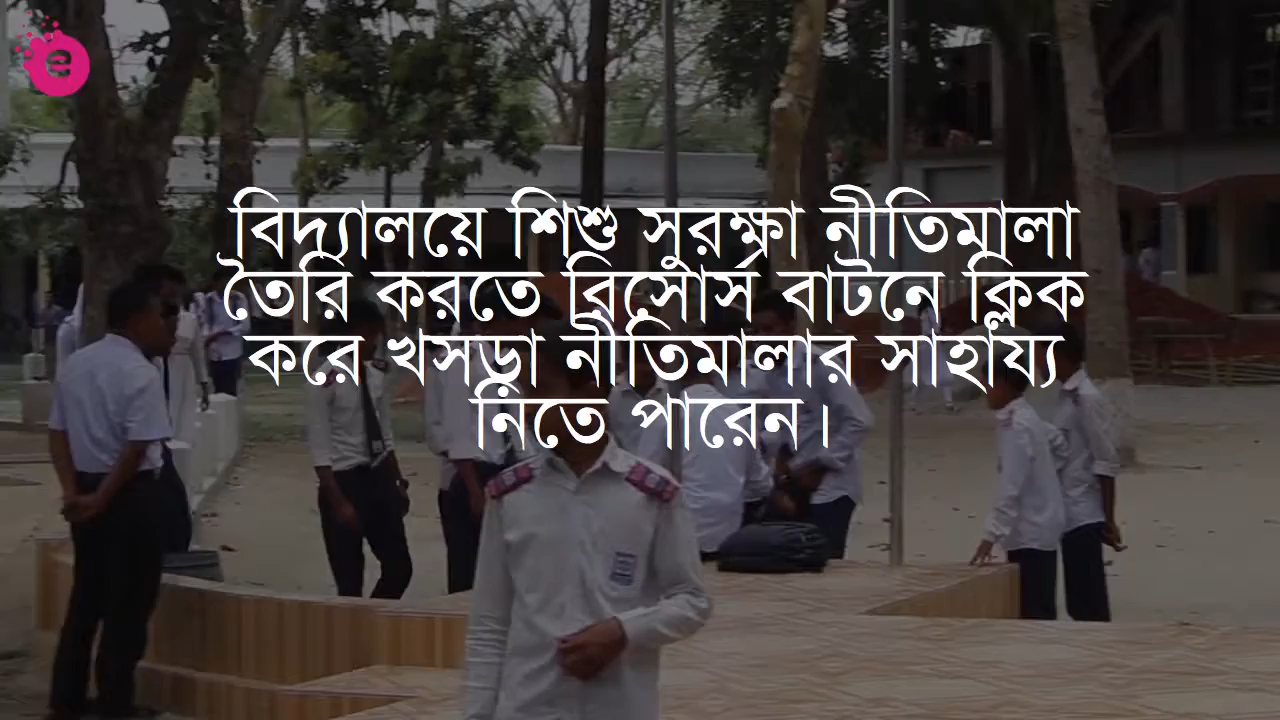 e
বিদ্যালয়ে শিশু সুরক্ষা নীতিমালা
তৈরি করতে রিসোর্স বাটনে ক্লিক
করে খসড়া নীতিমালার সাহায্য
নিতে পারেন।